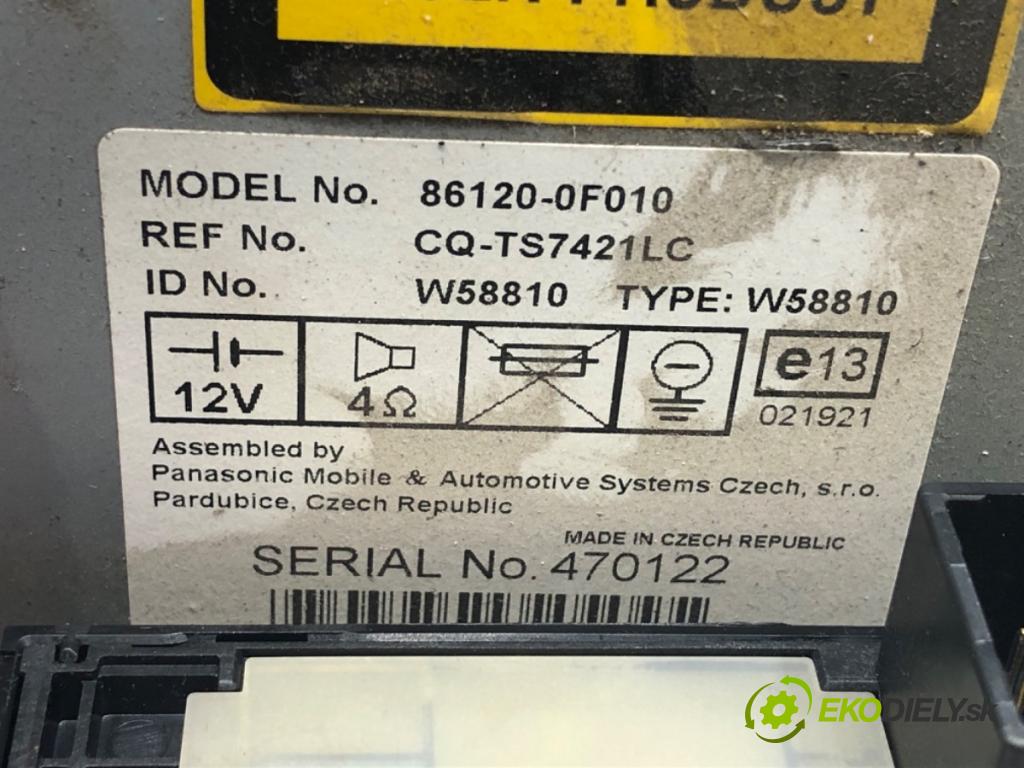 PRODUCT
MODEL No. 86120-0F010
REF No. CQ-TS7421LC
ID No. W58810 TYPE: W58810
12V 4Ω e13
021921
Assembled by
Panasonic Mobile & Automotive Systems Czech, s.r.o.
Pardubice, Czech Republic
MADE IN CZECH REPUBLIC
SERIAL No. 470122
EKODIELY.sk